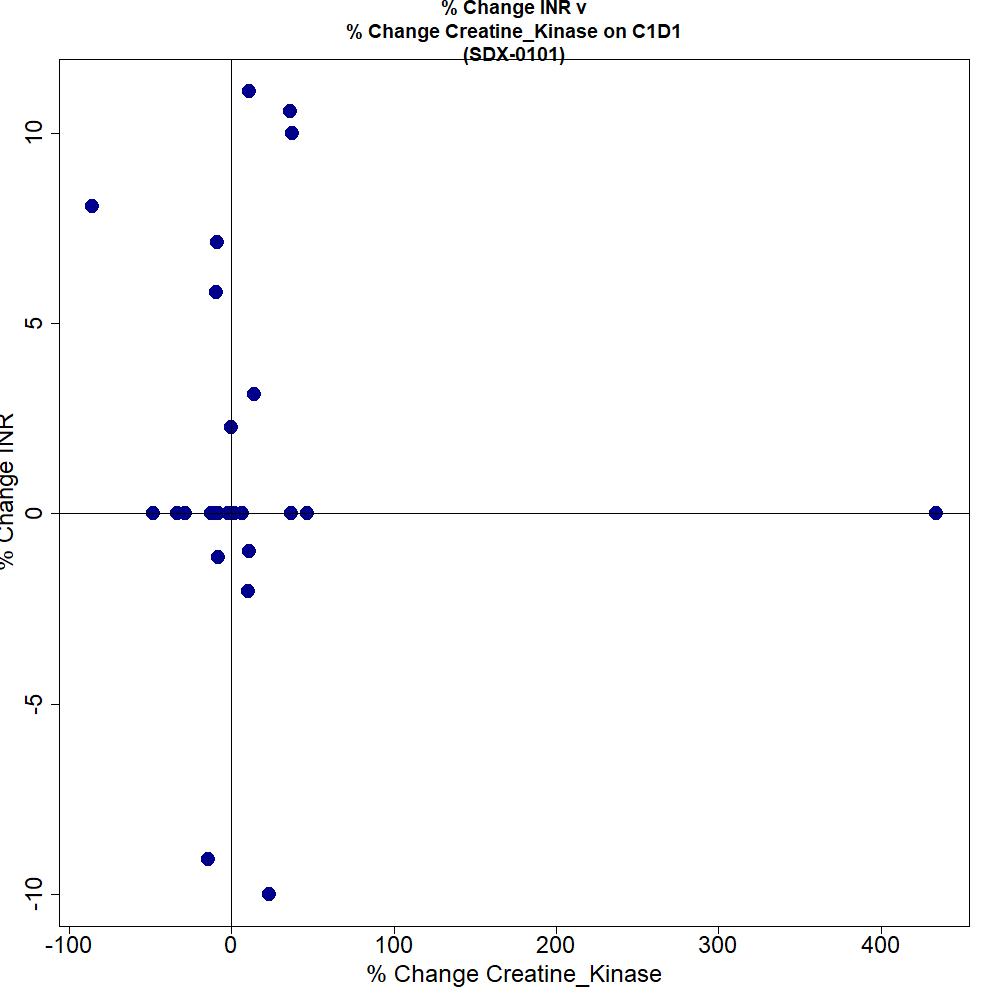 % Change INR v
% Change Creatine_Kinase on C1D1
(SDX-0101)
% Change INR
10
5
0
-5
-10
-100
0
100
200
300
400
% Change Creatine_Kinase